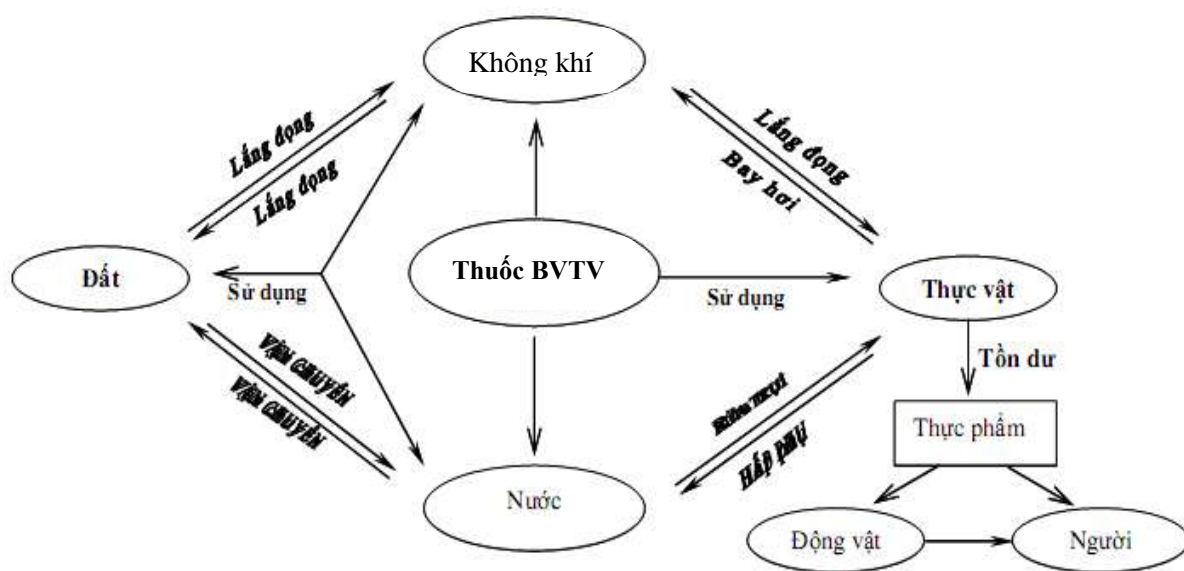 Không khí
Lắng đọng
Lắng đọng
Lắng đọng
Bay hơi
Đất
Sử dụng
Thuốc BVTV
Sử dụng
Thực vật
Vận chuyển
Vận chuyển
Hấp phụ
Tồn dư
Thực phẩm
Nước
Động vật
Người